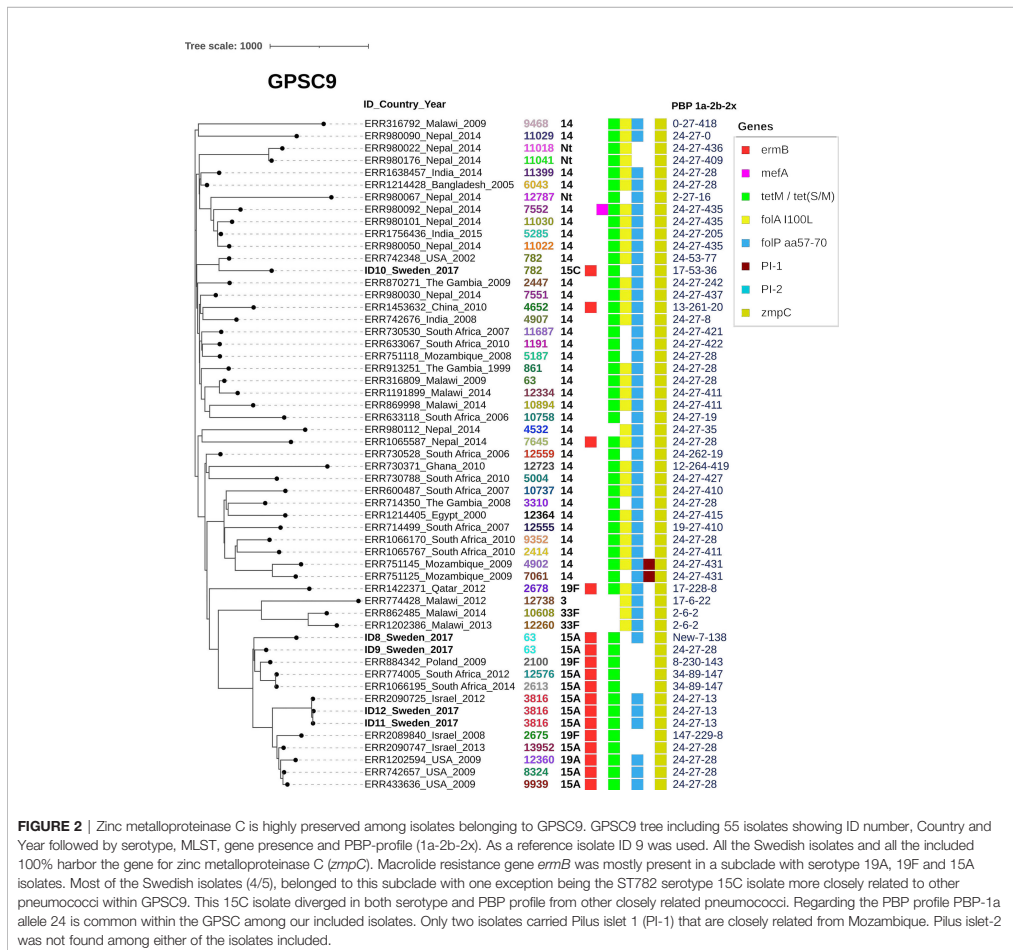 Tree scale: 1000
GPSC9
ID_Country_Year
PBP 1a-2b-2x
ERR316792_Malawi_2009 9468 14 0-27-418
ERR980090_Nepal_2014 11029 14 24-27-0
ERR980022_Nepal_2014 11018 Nt 24-27-436
ERR980176_Nepal_2014 11041 Nt 24-27-409
ERR1638457_India_2014 11399 14 24-27-28
ERR1214428_Bangladesh_2005 6043 14 24-27-28
ERR980067_Nepal_2014 12787 Nt 2-27-16
ERR980092_Nepal_2014 7552 14 24-27-435
ERR980101_Nepal_2014 11030 14 24-27-435
ERR1756436_India_2015 5285 14 24-27-205
ERR980050_Nepal_2014 11022 14 24-27-435
ERR742348_USA_2002 782 14 24-53-77
ID10_Sweden_2017 782 15C 17-53-36
ERR870271_The Gambia_2009 2447 14 24-27-242
ERR980030_Nepal_2014 7551 14 24-27-437
ERR1453632_China_2010 4652 14 13-261-20
ERR742676_India_2008 4907 14 24-27-8
ERR730530_South Africa_2007 11687 14 24-27-421
ERR633067_South Africa_2010 1191 14 24-27-422
ERR751118_Mozambique_2008 5187 14 24-27-28
ERR913251_The Gambia_1999 861 14 24-27-28
ERR316809_Malawi_2009 63 14 24-27-28
ERR1191899_Malawi_2014 12334 14 24-27-411
ERR869998_Malawi_2014 10894 14 24-27-411
ERR633118_South Africa_2006 10758 14 24-27-19
ERR980112_Nepal_2014 4532 14 24-27-35
ERR1065587_Nepal_2014 7645 14 24-27-28
ERR730528_South Africa_2006 12559 14 24-262-19
ERR730371_Ghana_2010 12723 14 12-264-419
ERR730788_South Africa_2010 5004 14 24-27-427
ERR600487_South Africa_2007 10737 14 24-27-410
ERR714350_The Gambia_2008 3310 14 24-27-28
ERR1214405_Egypt_2000 12364 14 24-27-415
ERR714499_South Africa_2007 12555 14 19-27-410
ERR1066170_South Africa_2010 9352 14 24-27-28
ERR1065767_South Africa_2010 2414 14 24-27-411
ERR751145_Mozambique_2009 4902 14 24-27-431
ERR751125_Mozambique_2009 7061 14 24-27-431
ERR1422371_Qatar_2012 2678 19F 17-228-8
ERR774428_Malawi_2012 12738 3 17-6-22
ERR862485_Malawi_2014 10608 33F 2-6-2
ERR1202386_Malawi_2013 12260 33F 2-6-2
ID8_Sweden_2017 63 15A New-7-138
ID9_Sweden_2017 63 15A 24-27-28
ERR884342_Poland_2009 2100 19F 8-230-143
ERR774005_South Africa_2012 12576 15A 34-89-147
ERR1066195_South Africa_2014 2613 15A 34-89-147
ERR2090725_Israel_2012 3816 15A 24-27-13
ID12_Sweden_2017 3816 15A 24-27-13
ID11_Sweden_2017 3816 15A 24-27-13
ERR2089840_Israel_2008 2675 19F 147-229-8
ERR2090747_Israel_2013 13952 15A 24-27-28
ERR1202594_USA_2009 12360 19A 24-27-28
ERR742657_USA_2009 8324 15A 24-27-28
ERR433636_USA_2009 9939 15A 24-27-28
Genes
ermB
mefA
tetM / tet(S/M)
folA I100L
folP aa57-70
PI-1
PI-2
zmpC
FIGURE 2 | Zinc metalloproteinase C is highly preserved among isolates belonging to GPSC9. GPSC9 tree including 55 isolates showing ID number, Country and
Year followed by serotype, MLST, gene presence and PBP-profile (1a-2b-2x). As a reference isolate ID 9 was used. All the Swedish isolates and all the included
100% harbor the gene for zinc metalloproteinase C (zmpC). Macrolide resistance gene ermB was mostly present in a subclade with serotype 19A, 19F and 15A
isolates. Most of the Swedish isolates (4/5), belonged to this subclade with one exception being the ST782 serotype 15C isolate more closely related to other
pneumococci within GPSC9. This 15C isolate diverged in both serotype and PBP profile from other closely related pneumococci. Regarding the PBP profile PBP-1a
allele 24 is common within the GPSC among our included isolates. Only two isolates carried Pilus islet 1 (PI-1) that are closely related from Mozambique. Pilus islet-2
was not found among either of the isolates included.